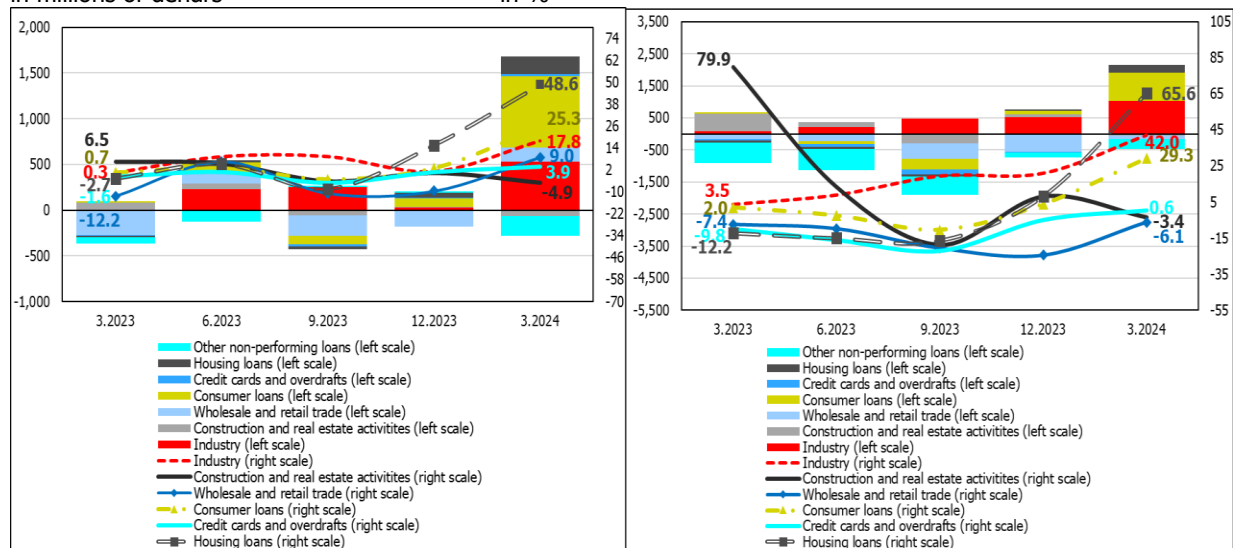 in millions of denars
in %
2,000
1,500
1,000
500
0
-500
-1,000
6.5
0.7
0.3
-2.7
-1.6
-12.2
48.6
25.3
17.8
9.0
3.9
-4.9
74
62
50
38
26
14
2
-10
-22
-34
-46
-58
-70
3.2023
6.2023
9.2023
12.2023
3.2024
Other non-performing loans (left scale)
Housing loans (left scale)
Credit cards and overdrafts (left scale)
Consumer loans (left scale)
Wholesale and retail trade (left scale)
Construction and real estate activitites (left scale)
Industry (left scale)
Industry (right scale)
Construction and real estate activitites (right scale)
Wholesale and retail trade (right scale)
Consumer loans (right scale)
Credit cards and overdrafts (right scale)
Housing loans (right scale)
3,500
2,500
1,500
500
-500
-1,500
-2,500
-3,500
-4,500
-5,500
79.9
3.5
2.0
-7.4
-9.8
-12.2
65.6
42.0
29.3
0.6
-3.4
-6.1
105
85
65
45
25
5
-15
-35
-55
3.2023
6.2023
9.2023
12.2023
3.2024
Other non-performing loans (left scale)
Housing loans (left scale)
Credit cards and overdrafts (left scale)
Consumer loans (left scale)
Wholesale and retail trade (left scale)
Construction and real estate activitites (left scale)
Industry (left scale)
Industry (right scale)
Construction and real estate activitites (right scale)
Wholesale and retail trade (right scale)
Consumer loans (right scale)
Credit cards and overdrafts (right scale)
Housing loans (right scale)